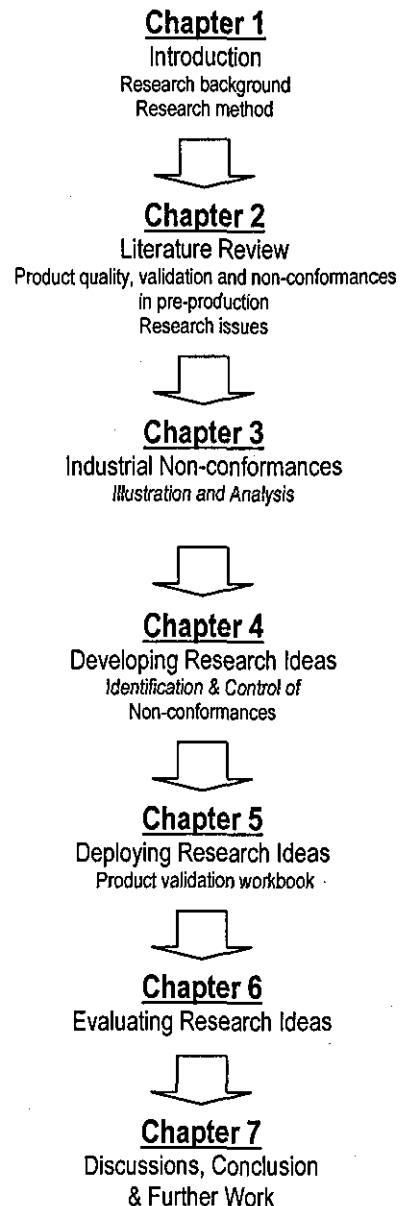 Chapter 1
Introduction
Research background
Research method
Chapter 2
Literature Review
Product quality, validation and non-conformances
in pre-production
Research issues
Chapter 3
Industrial Non-conformances
Illustration and Analysis
Chapter 4
Developing Research Ideas
Identification & Control of
Non-conformances
Chapter 5
Deploying Research Ideas
Product validation workbook
Chapter 6
Evaluating Research Ideas
Chapter 7
Discussions, Conclusion
& Further Work